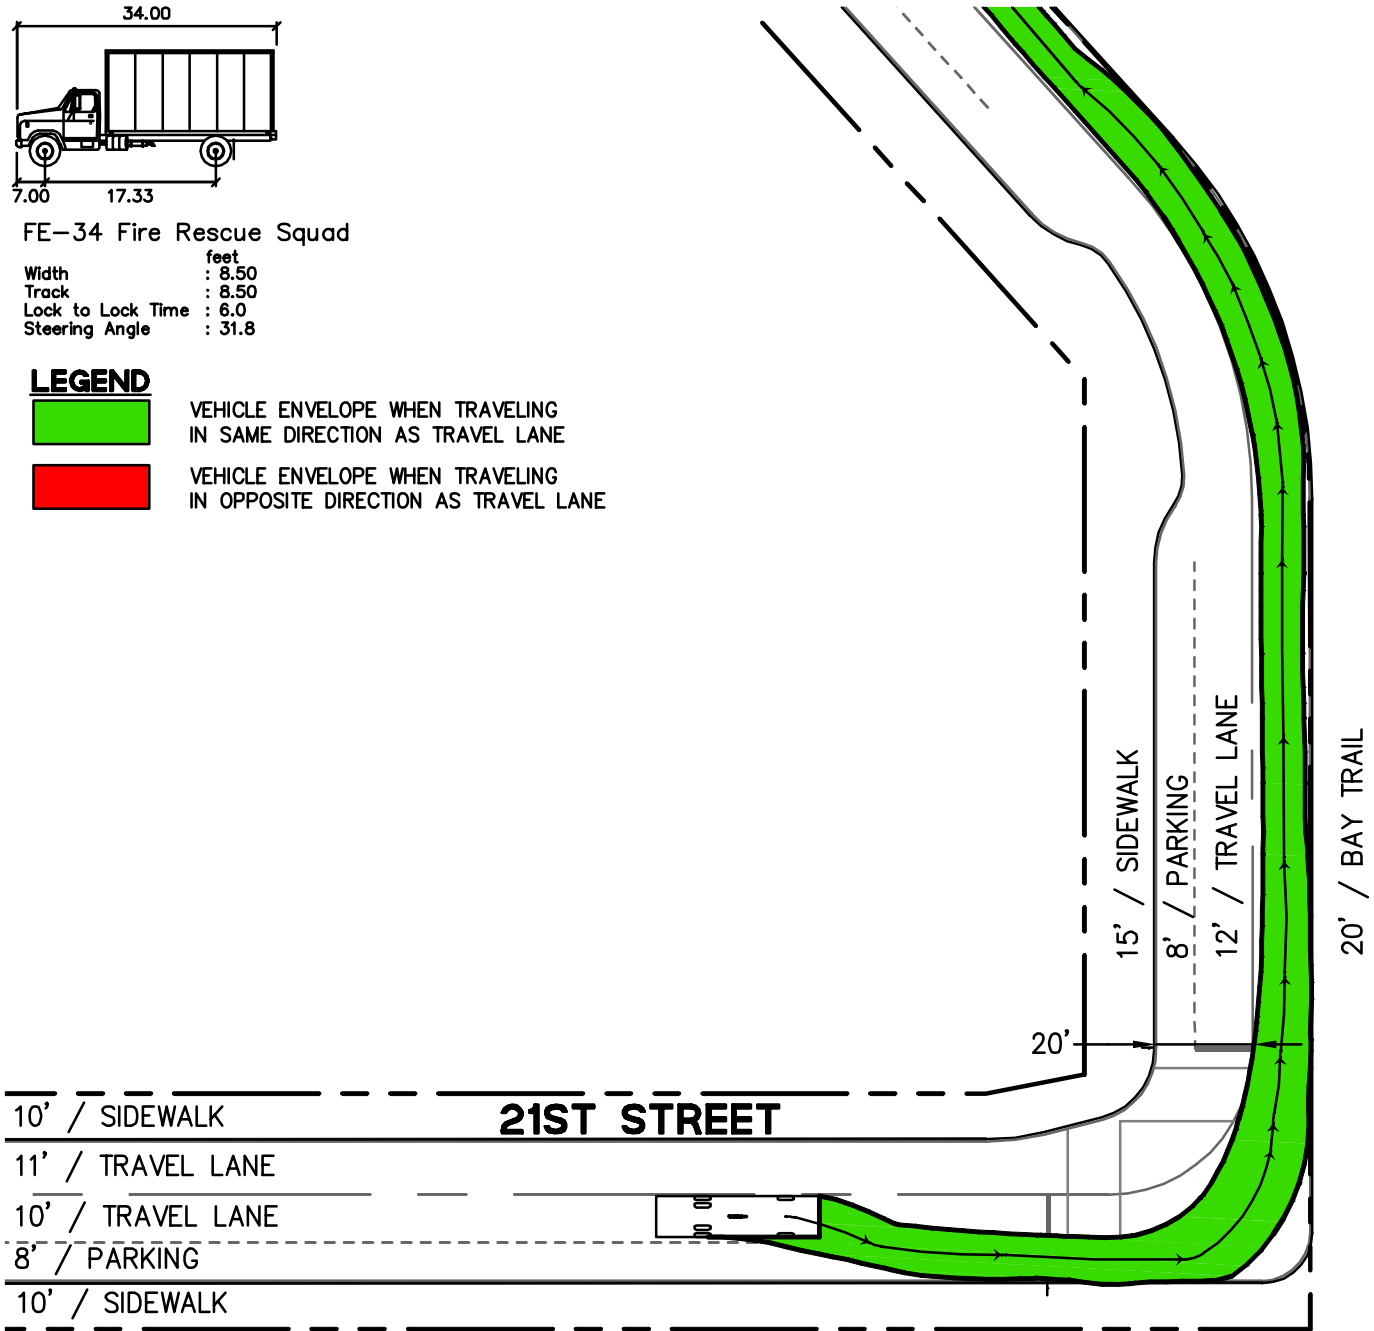 34.00
7.00 17.33
FE-34 Fire Rescue Squad
feet
Width : 8.50
Track : 8.50
Lock to Lock Time : 6.0
Steering Angle : 31.8
LEGEND
VEHICLE ENVELOPE WHEN TRAVELING
IN SAME DIRECTION AS TRAVEL LANE
VEHICLE ENVELOPE WHEN TRAVELING
IN OPPOSITE DIRECTION AS TRAVEL LANE
15' / SIDEWALK
8' / PARKING
12' / TRAVEL LANE
20' / BAY TRAIL
20'
21ST STREET
10' / SIDEWALK
11' / TRAVEL LANE
10' / TRAVEL LANE
8' / PARKING
10' / SIDEWALK